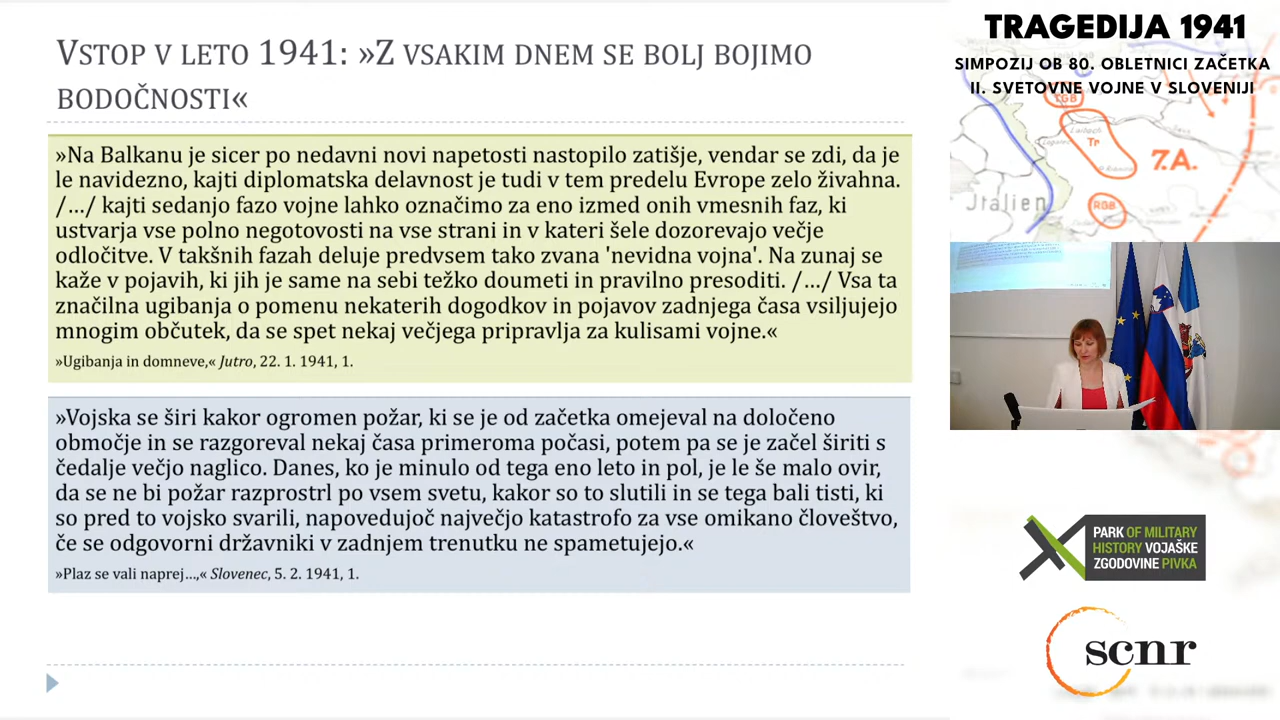 VSTOP V LETO 1941: »Z VSAKIM DNEM SE BOLJ BOJIMO
BODOČNOSTI«
»Na Balkanu je sicer po nedavni novi napetosti nastopilo zatišje, vendar se zdi, da je
le navidezno, kajti diplomatska delavnost je tudi v tem predelu Evrope zelo živahna.
/…/ kajti sedanjo fazo vojne lahko označimo za eno izmed onih vmesnih faz, ki
ustvarja vse polno negotovosti na vse strani in v kateri šele dozorevajo večje
odločitve. V takšnih fazah deluje predvsem tako zvana 'nevidna vojna'. Na zunaj se
kaže v pojavih, ki jih je same na sebi težko doumeti in pravilno presoditi. /…/ Vsa ta
značilna ugibanja o pomenu nekaterih dogodkov in pojavov zadnjega časa vsiljujejo
mnogim občutek, da se spet nekaj večjega pripravlja za kulisami vojne.«
»Ugibanja in domneve,« Jutro, 22. 1. 1941, 1.
»Vojska se širi kakor ogromen požar, ki se je od začetka omejeval na določeno
območje in se razgoreval nekaj časa primeroma počasi, potem pa se je začel širiti s
čedalje večjo naglico. Danes, ko je minulo od tega eno leto in pol, je le še malo ovir,
da se ne bi požar razprostrl po vsem svetu, kakor so to slutili in se tega bali tisti, ki
so pred to vojsko svarili, napovedujoč največjo katastrofo za vse omikano človeštvo,
če se odgovorni državniki v zadnjem trenutku ne spametujejo.«
»Plaz se vali naprej…,« Slovenec, 5. 2. 1941, 1.
TRAGEDIJA 1941
SIMPOZIJ OB 80. OBLETNICI ZAČETKA
II. SVETOVNE VOJNE V SLOVENIJI
TGB
Laibach
Tr
7.A.
RGB
Jtalien
PARK OF MILITARY
HISTORY VOJAŠKE
ZGODOVINE PIVKA
scnr